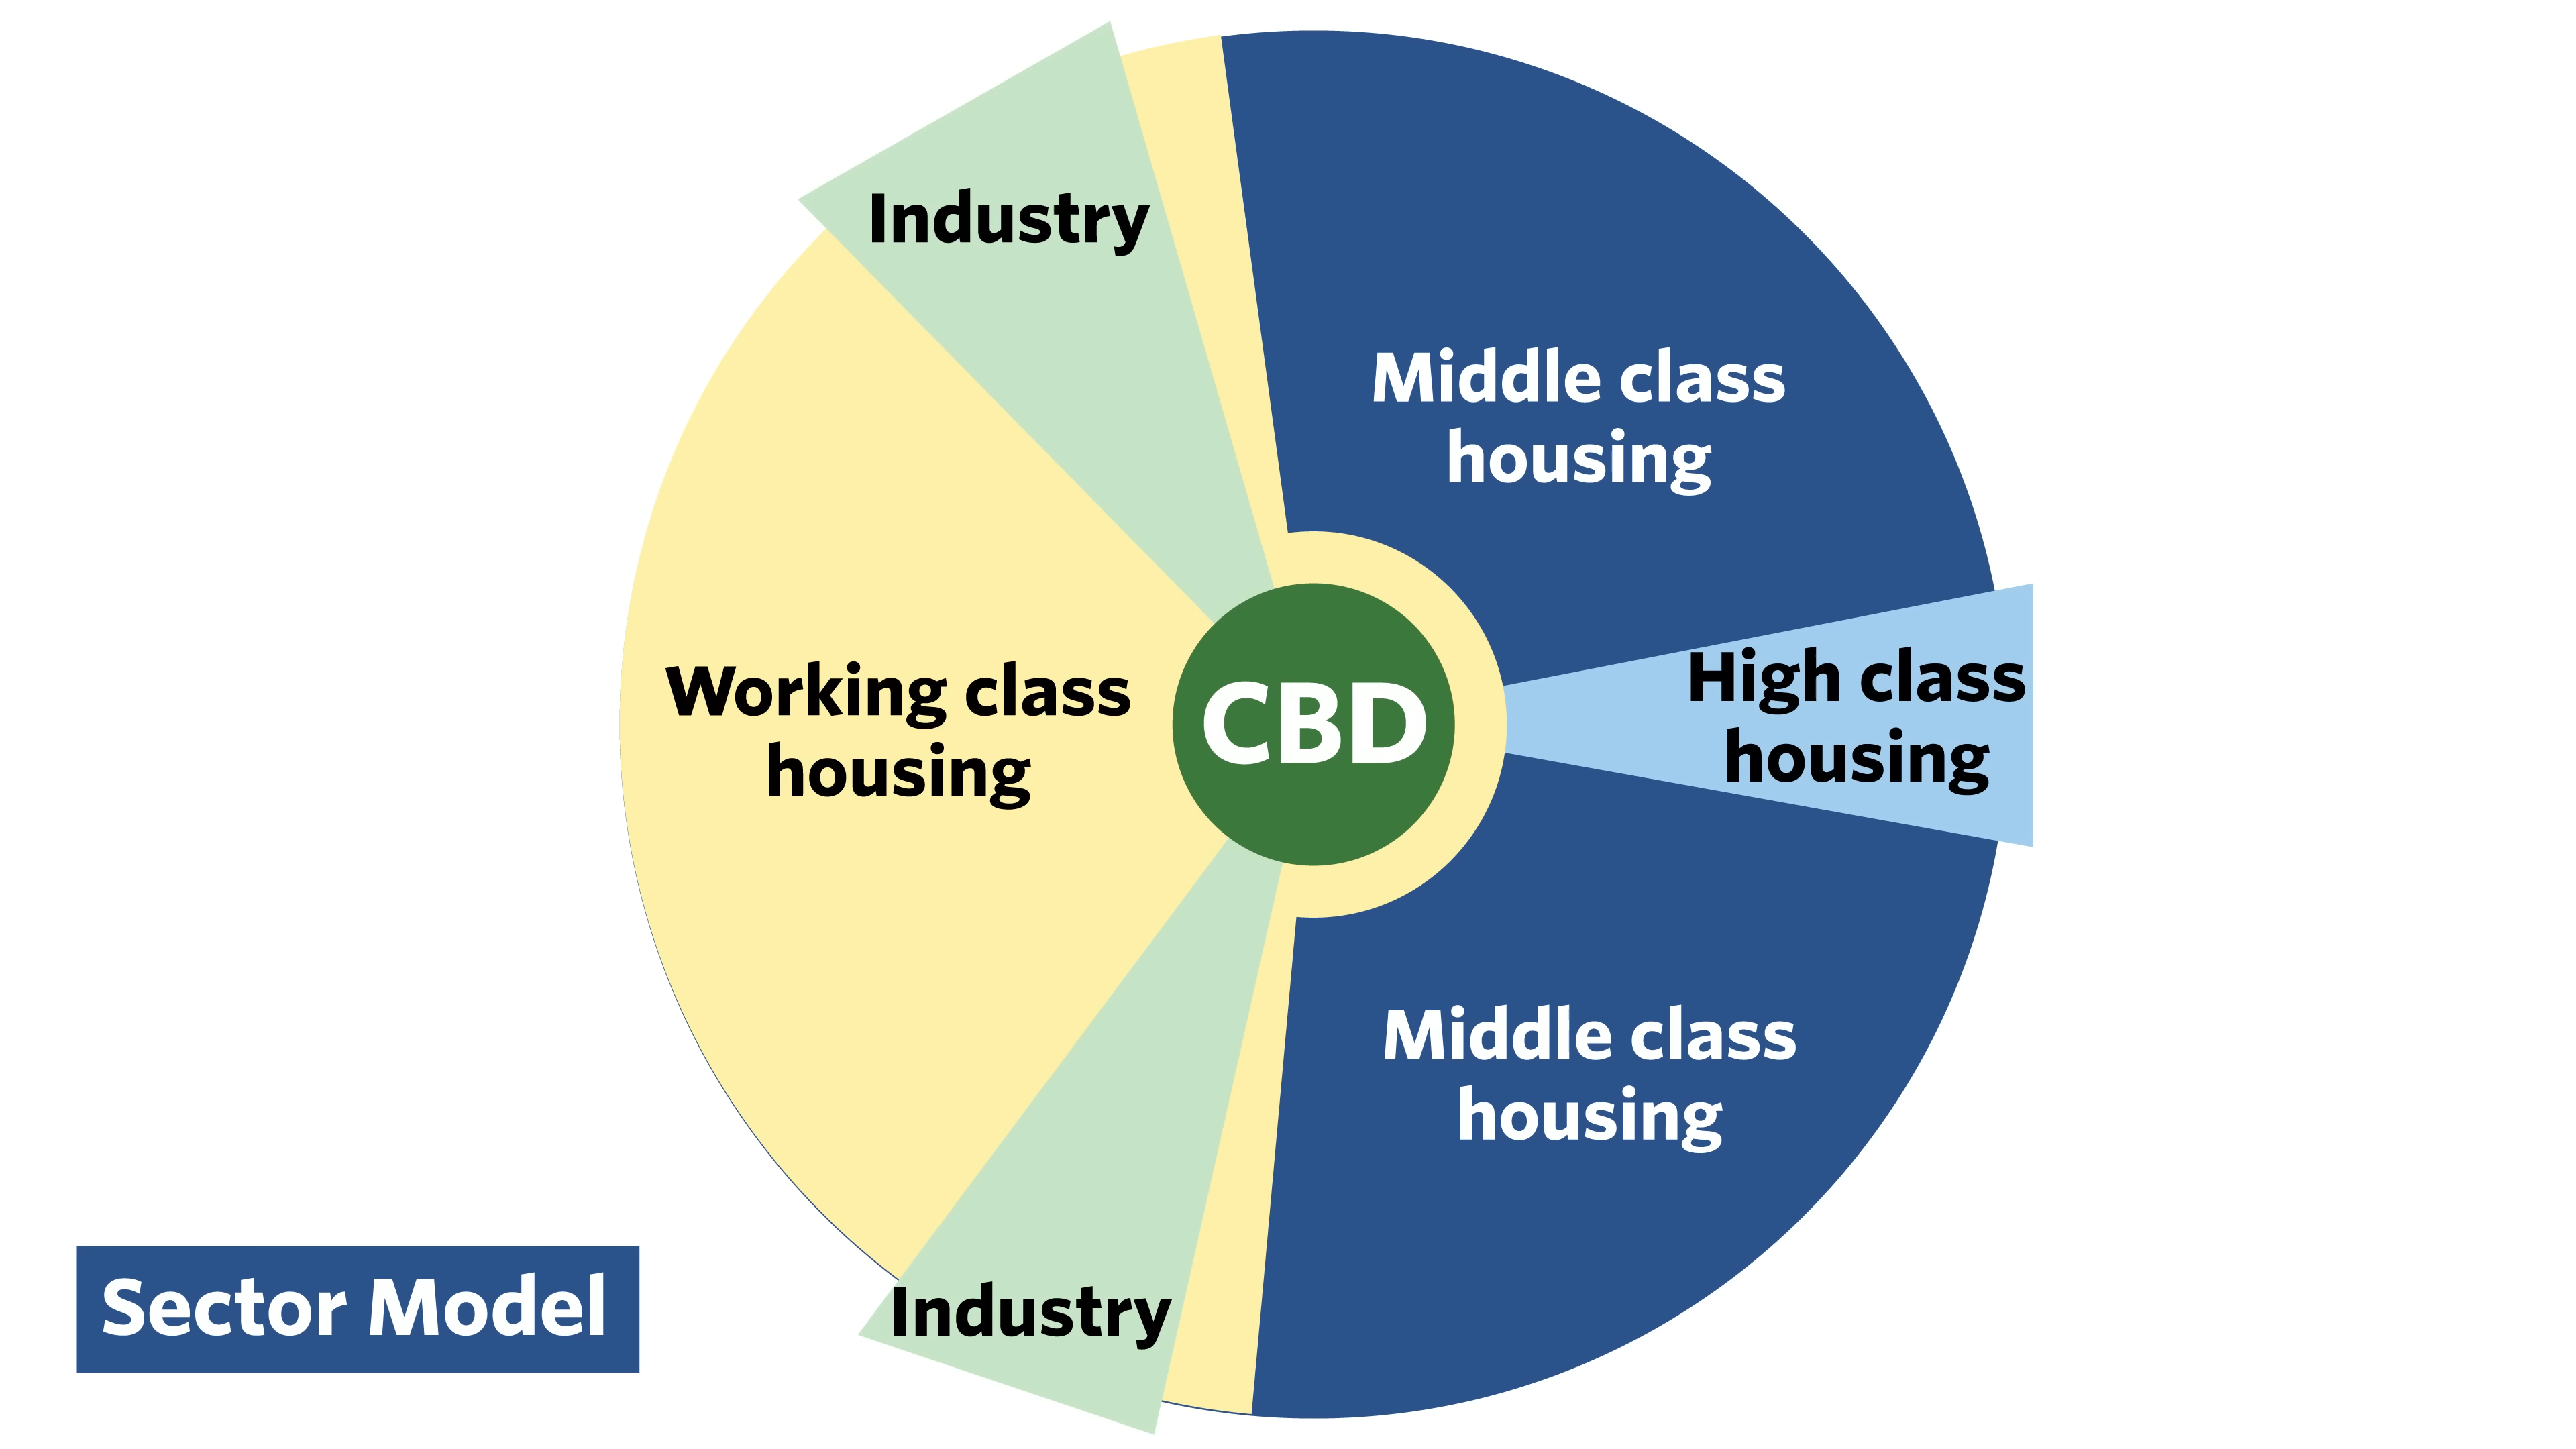 Industry
Middle class
housing
Working class
housing
CBD
High class
housing
Middle class
housing
Industry
Sector Model